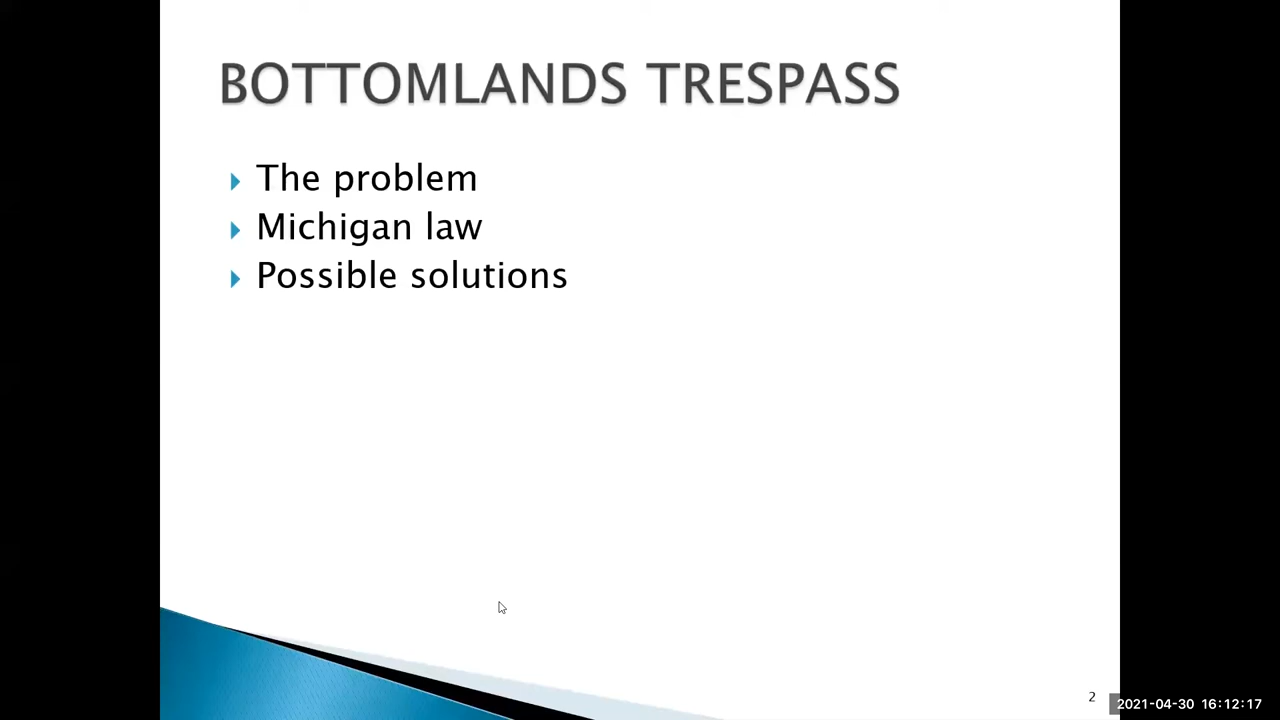 BOTTOMLANDS TRESPASS
The problem
Michigan law
Possible solutions
2
2021-04-30 16:12:17